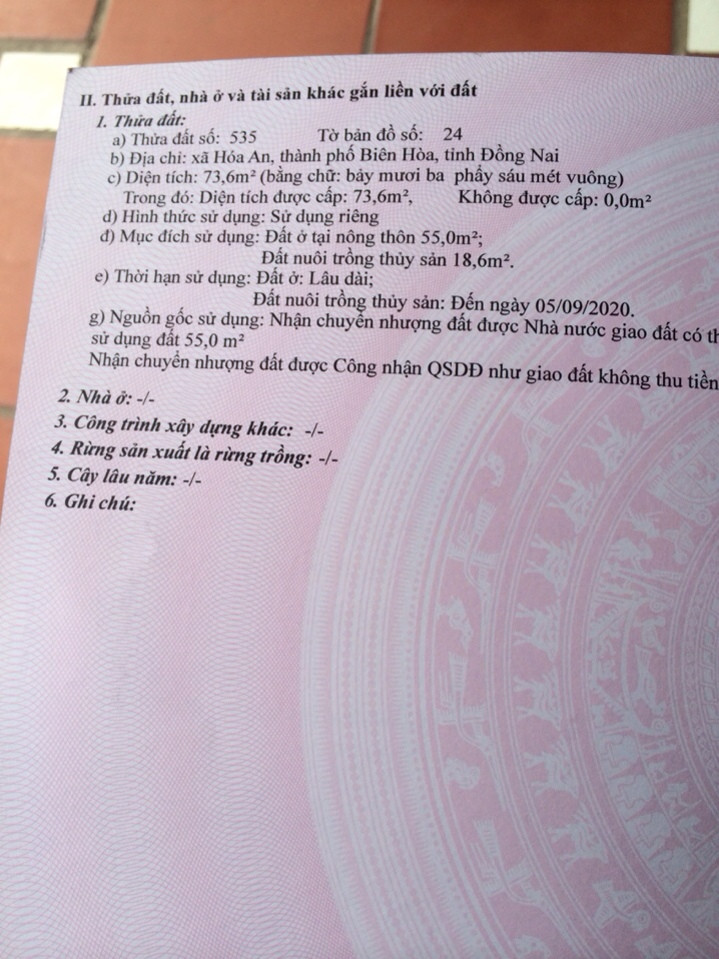 II. Thửa đất, nhà ở và tài sản khác gắn liền với đất
1. Thửa đất:
a) Thửa đất số: 535 Tờ bản đồ số: 24
b) Địa chỉ: xã Hóa An, thành phố Biên Hòa, tỉnh Đồng Nai
c) Diện tích: 73,6m² (bằng chữ: bảy mươi ba phẩy sáu mét vuông)
Trong đó: Diện tích được cấp: 73,6m², Không được cấp: 0,0m²
d) Hình thức sử dụng: Sử dụng riêng
đ) Mục đích sử dụng: Đất ở tại nông thôn 55,0m²;
Đất nuôi trồng thủy sản 18,6m².
e) Thời hạn sử dụng: Đất ở: Lâu dài;
Đất nuôi trồng thủy sản: Đến ngày 05/09/2020.
g) Nguồn gốc sử dụng: Nhận chuyển nhượng đất được Nhà nước giao đất có th
sử dụng đất 55,0 m²
Nhận chuyển nhượng đất được Công nhận QSDĐ như giao đất không thu tiền
2. Nhà ở: -/-
3. Công trình xây dựng khác: -/-
4. Rừng sản xuất là rừng trồng: -/-
5. Cây lâu năm: -/-
6. Ghi chú: